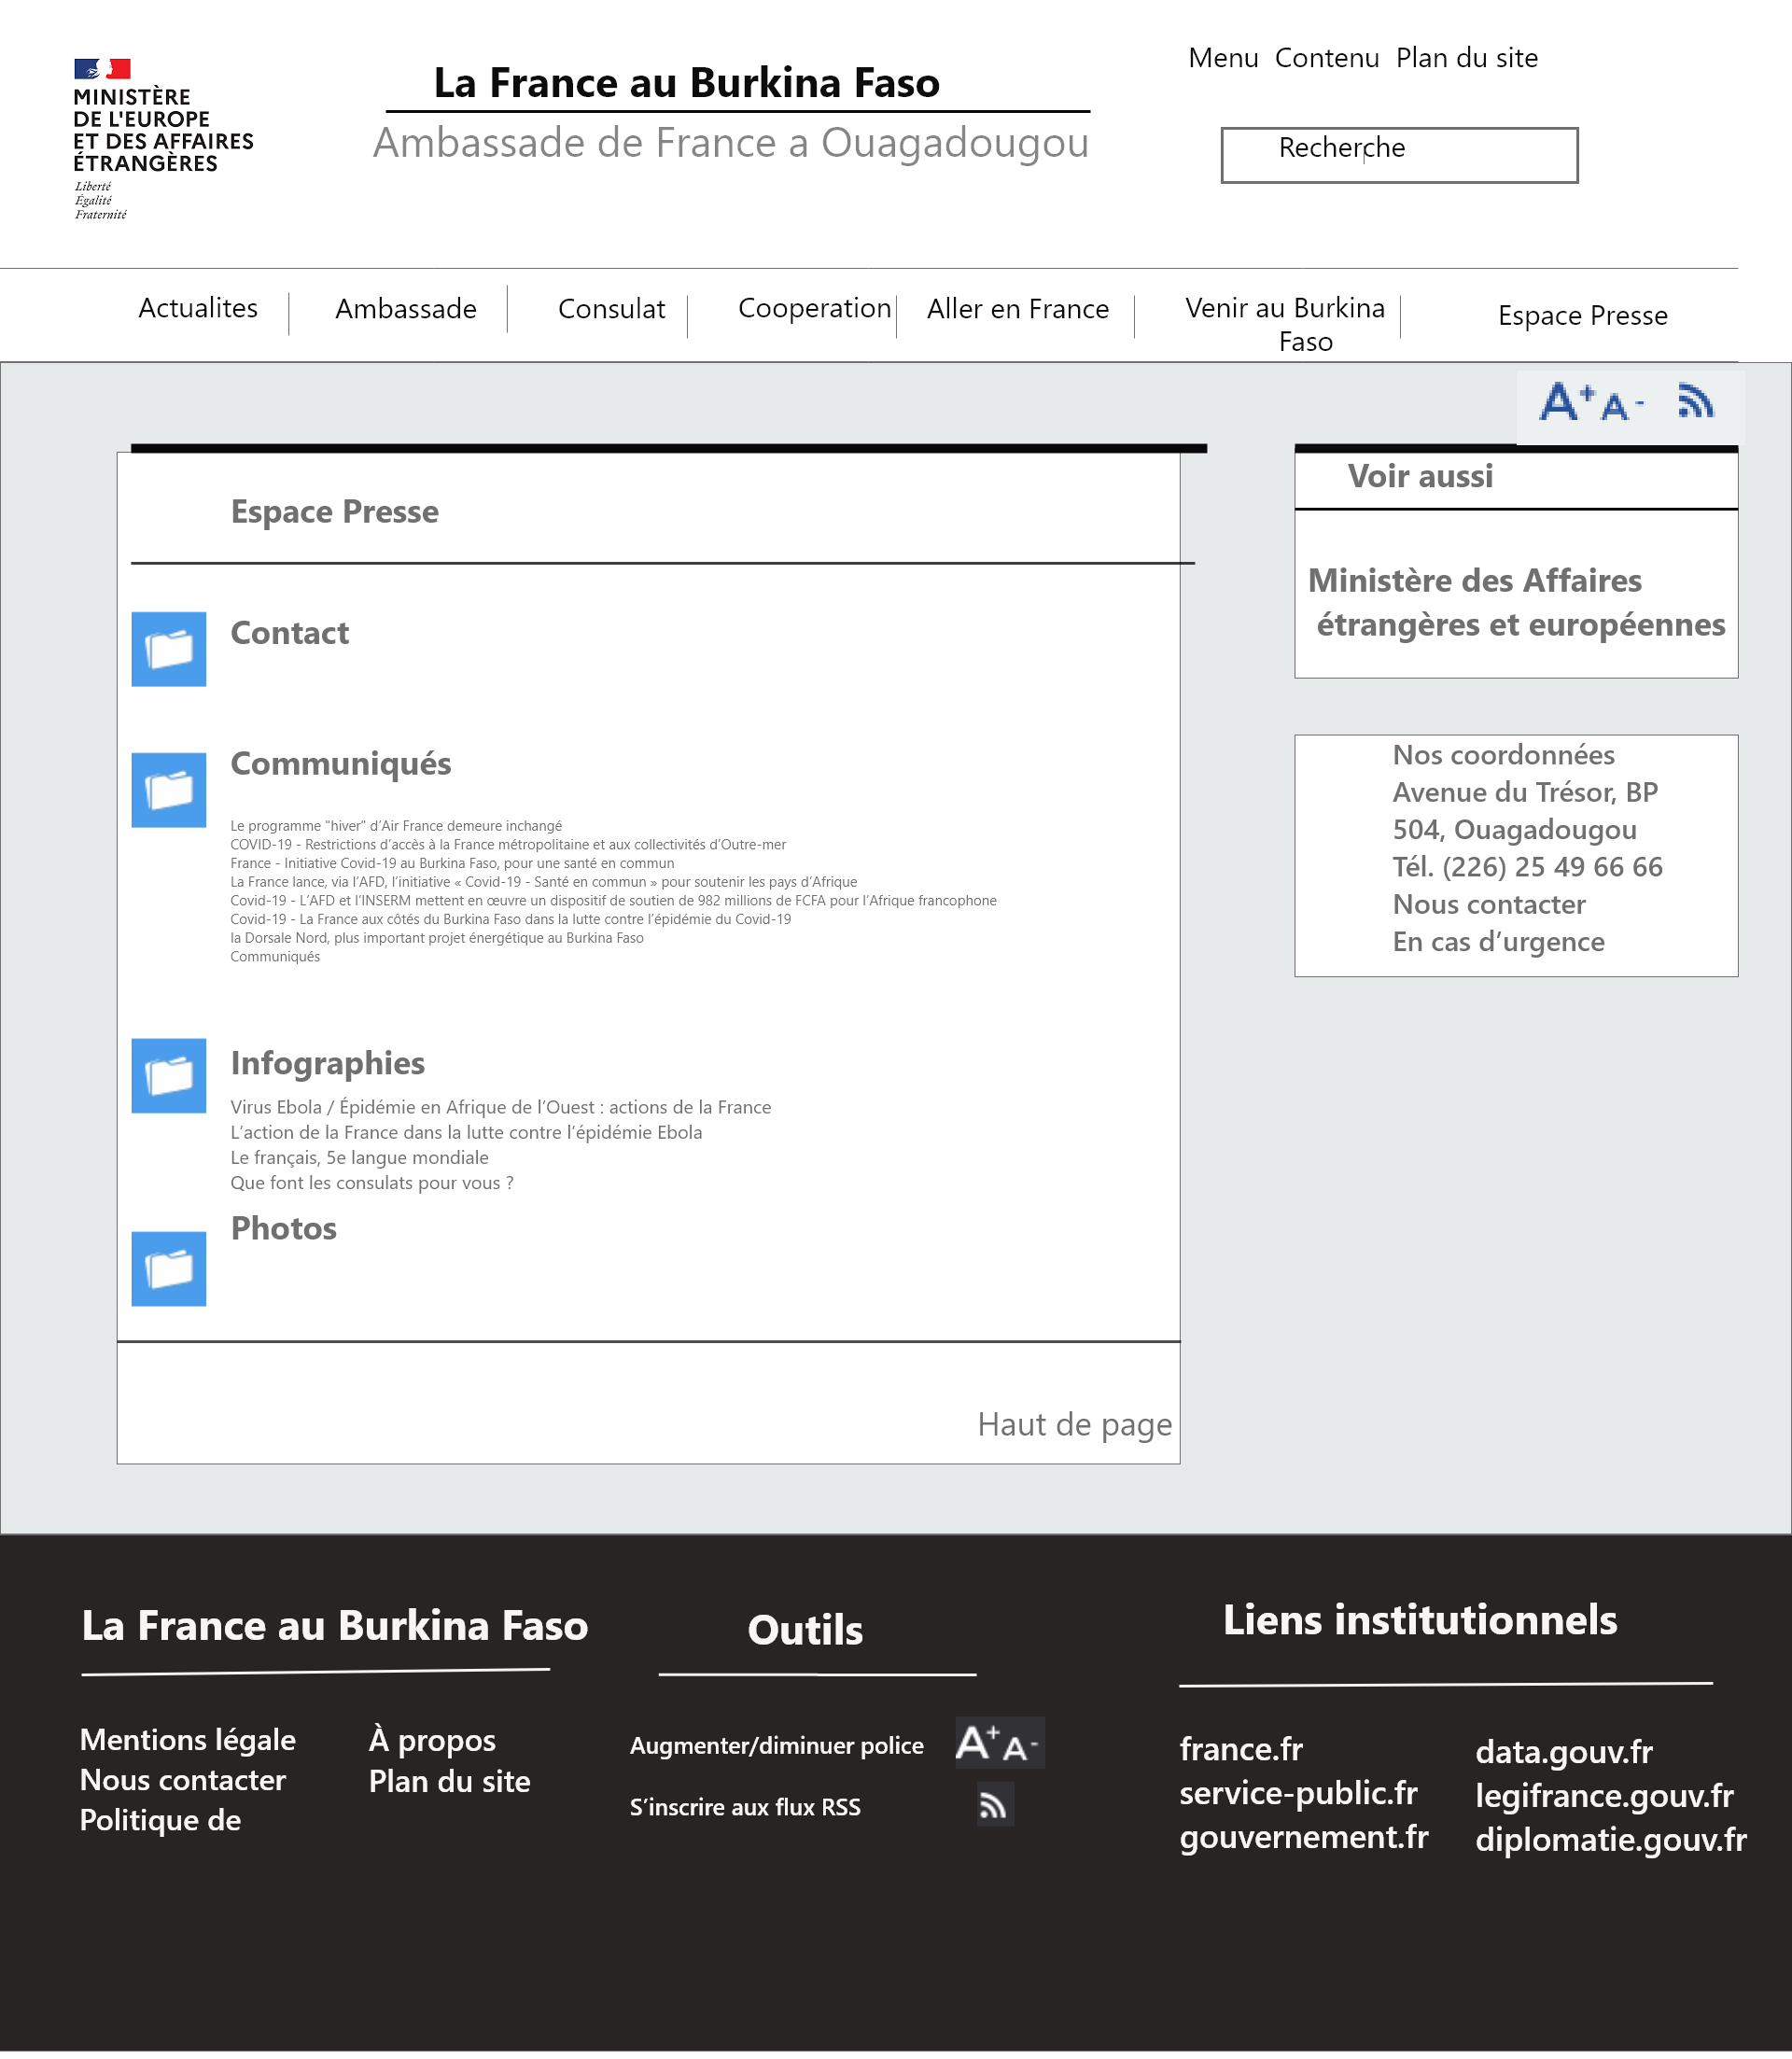 MINISTÈRE
DE L'EUROPE
ET DES AFFAIRES
ÉTRANGÈRES
Liberté
Égalité
Fraternité
La France au Burkina Faso
Ambassade de France a Ouagadougou
Menu Contenu Plan du site
Recherche
Actualites
Ambassade
Consulat
Cooperation
Aller en France
Venir au Burkina
Faso
Espace Presse
A+ A-
Espace Presse
Contact
Communiqués
Le programme "hiver" d’Air France demeure inchangé
COVID-19 - Restrictions d’accès à la France métropolitaine et aux collectivités d’Outre-mer
France - Initiative Covid-19 au Burkina Faso, pour une santé en commun
La France lance, via l’AFD, l’initiative « Covid-19 - Santé en commun » pour soutenir les pays d’Afrique
Covid-19 - L’AFD et l’INSERM mettent en œuvre un dispositif de soutien de 982 millions de FCFA pour l’Afrique francophone
Covid-19 - La France aux côtés du Burkina Faso dans la lutte contre l’épidémie du Covid-19
la Dorsale Nord, plus important projet énergétique au Burkina Faso
Communiqués
Infographies
Virus Ebola / Épidémie en Afrique de l’Ouest : actions de la France
L’action de la France dans la lutte contre l’épidémie Ebola
Le français, 5e langue mondiale
Que font les consulats pour vous ?
Photos
Haut de page
Voir aussi
Ministère des Affaires
étrangères et européennes
Nos coordonnées
Avenue du Trésor, BP
504, Ouagadougou
Tél. (226) 25 49 66 66
Nous contacter
En cas d’urgence
La France au Burkina Faso
Mentions légale
Nous contacter
Politique de
À propos
Plan du site
Outils
Augmenter/diminuer police
A+ A-
S’inscrire aux flux RSS
Liens institutionnels
france.fr
service-public.fr
gouvernement.fr
data.gouv.fr
legifrance.gouv.fr
diplomatie.gouv.fr